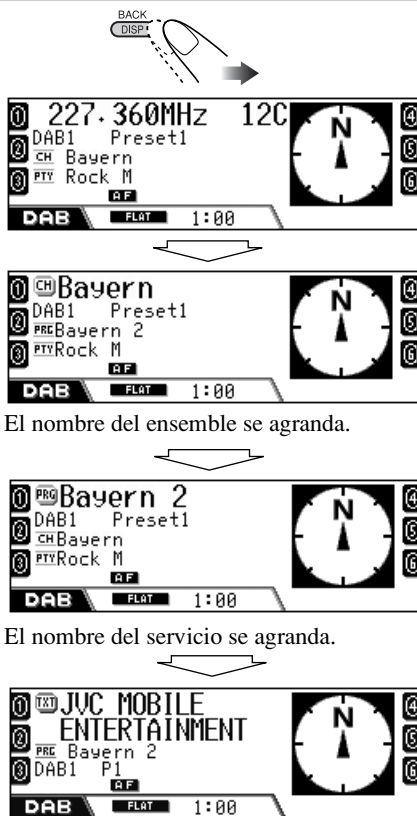 BACK
DISP
1 227.360MHz 12C N 4
2 DAB1 Preset1 5
CH Bayern
3 PTY Rock M 6
AF
DAB FLAT 1:00
1 CH Bayern N 4
2 DAB1 Preset1 5
PRG Bayern 2
3 PTY Rock M 6
AF
DAB FLAT 1:00
El nombre del ensemble se agranda.
1 PRG Bayern 2 N 4
2 DAB1 Preset1 5
CH Bayern
3 PTY Rock M 6
AF
DAB FLAT 1:00
El nombre del servicio se agranda.
1 TXT JVC MOBILE N 4
2 ENTERTAINMENT 5
PRG Bayern 2
3 DAB1 P1 6
AF
DAB FLAT 1:00